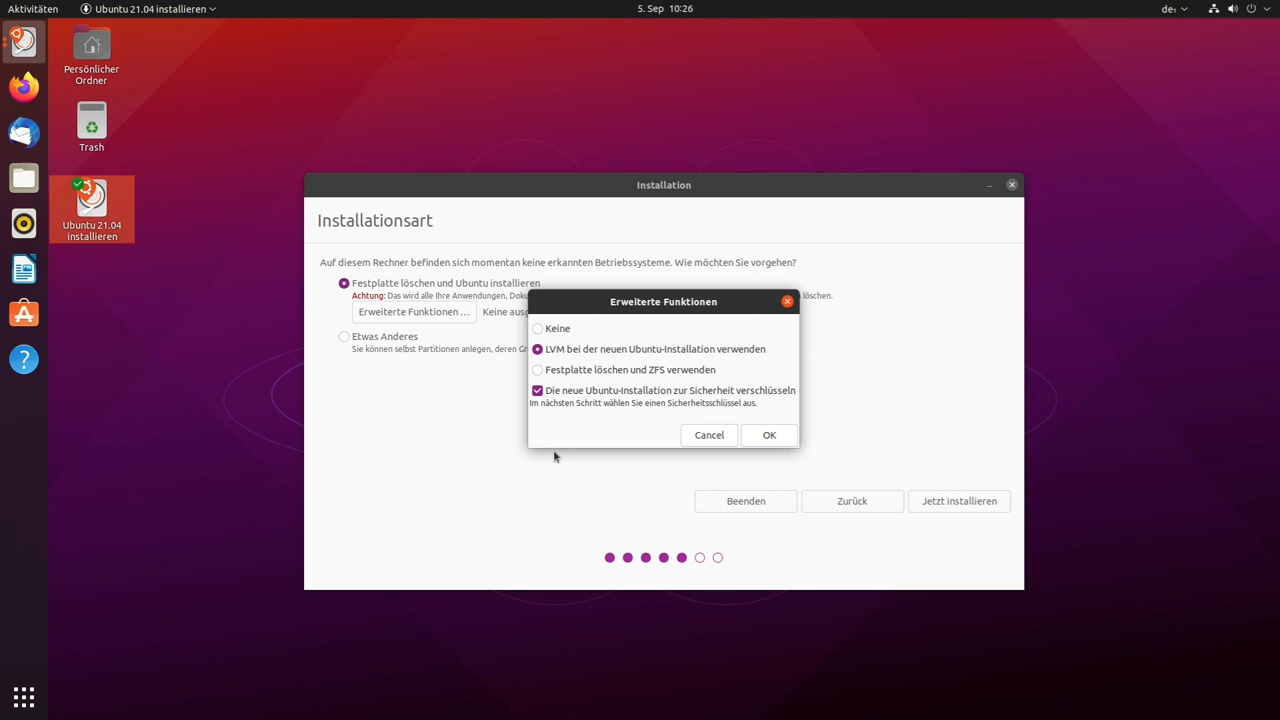 Aktivitäten
Ubuntu 21.04 installieren
5. Sep 10:26
de₁
Persönlicher
Ordner
Trash
Ubuntu 21.04
installieren
Installation
Installationsart
Auf diesem Rechner befinden sich momentan keine erkannten Betriebssysteme. Wie möchten Sie vorgehen?
Festplatte löschen und Ubuntu installieren
Achtung: Das wird alle Ihre Anwendungen, Doku
löschen.
Erweiterte Funktionen ...
Keine ausg
Etwas Anderes
Sie können selbst Partitionen anlegen, deren Gr
Erweiterte Funktionen
Keine
LVM bei der neuen Ubuntu-Installation verwenden
Festplatte löschen und ZFS verwenden
Die neue Ubuntu-Installation zur Sicherheit verschlüsseln
Im nächsten Schritt wählen Sie einen Sicherheitsschlüssel aus.
Cancel
OK
Beenden
Zurück
Jetzt installieren